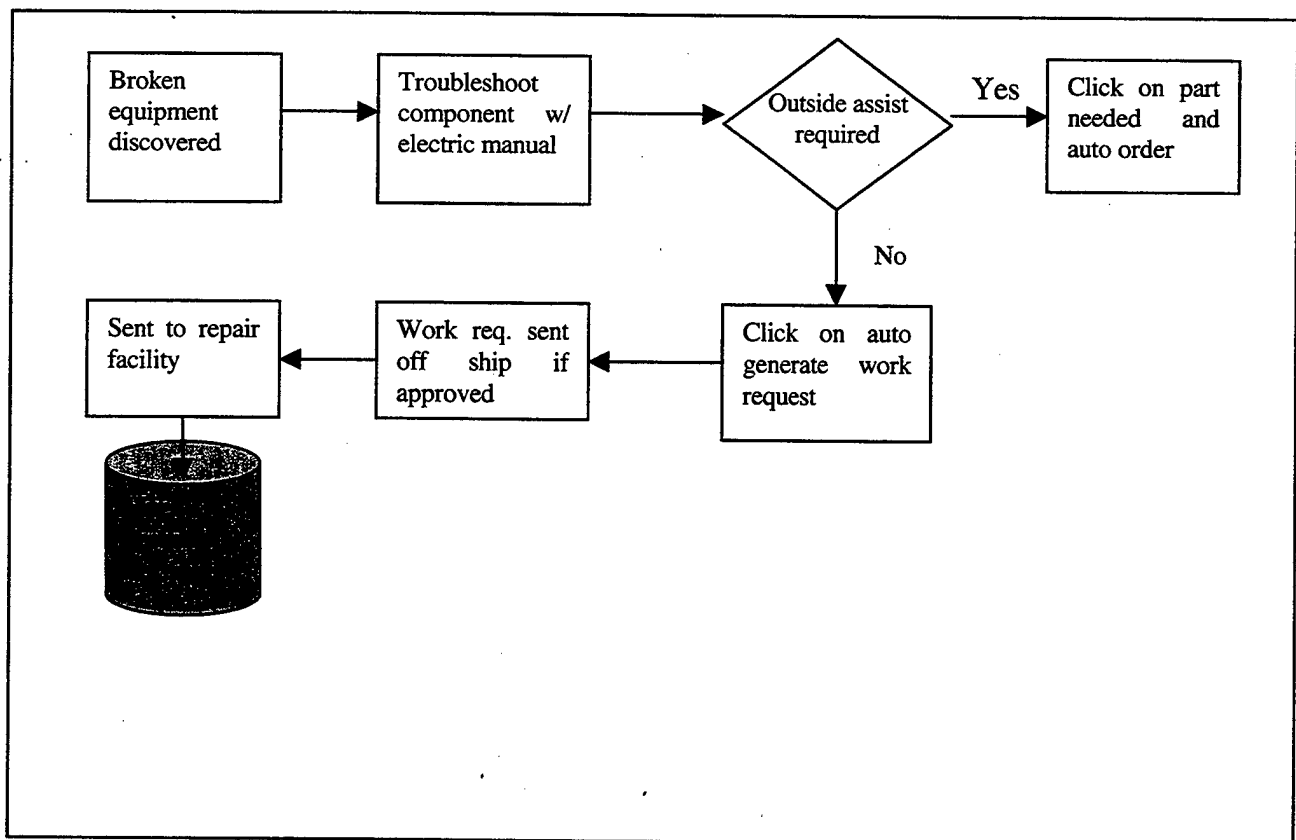 Broken
equipment
discovered
Troubleshoot
component w/
electric manual
Outside assist
required
Yes
Click on part
needed and
auto order
No
Click on auto
generate work
request
Work req. sent
off ship if
approved
Sent to repair
facility